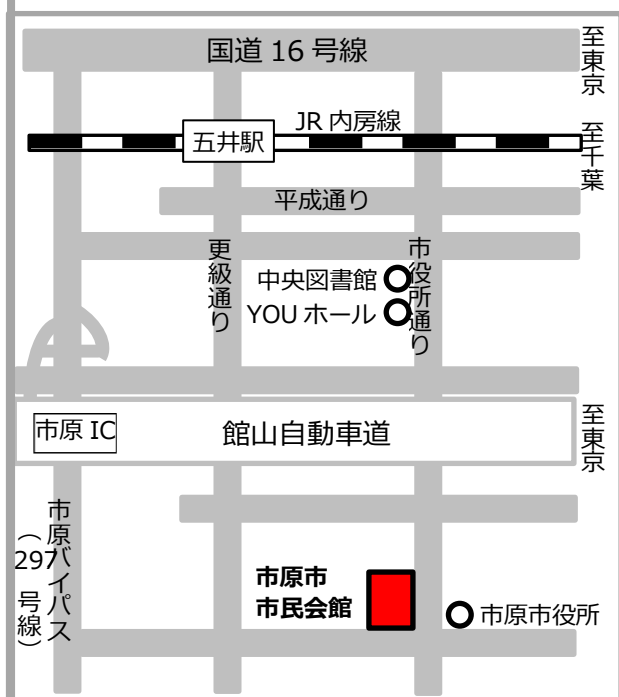 国道 16 号線
至東京
JR 内房線
五井駅
至千葉
平成通り
更級通り
市役所通り
中央図書館
YOU ホール
市原 IC
館山自動車道
至東京
市原バイパス
（297号線）
市原市
市民会館
市原市役所